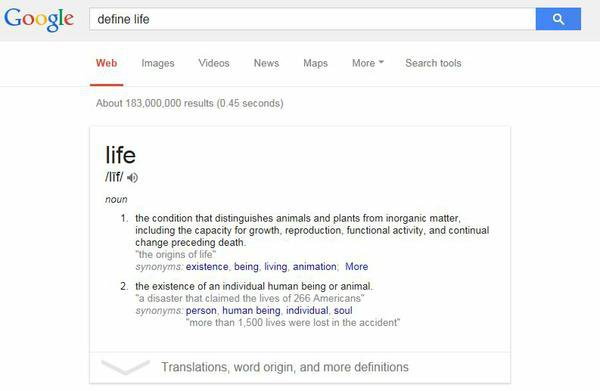 Google define life
Web Images Videos News Maps More Search tools
About 183,000,000 results (0.45 seconds)
life
/līf/
noun
1. the condition that distinguishes animals and plants from inorganic matter,
including the capacity for growth, reproduction, functional activity, and continual
change preceding death.
"the origins of life"
synonyms: existence, being, living, animation; More
2. the existence of an individual human being or animal.
"a disaster that claimed the lives of 266 Americans"
synonyms: person, human being, individual, soul
"more than 1,500 lives were lost in the accident"
Translations, word origin, and more definitions